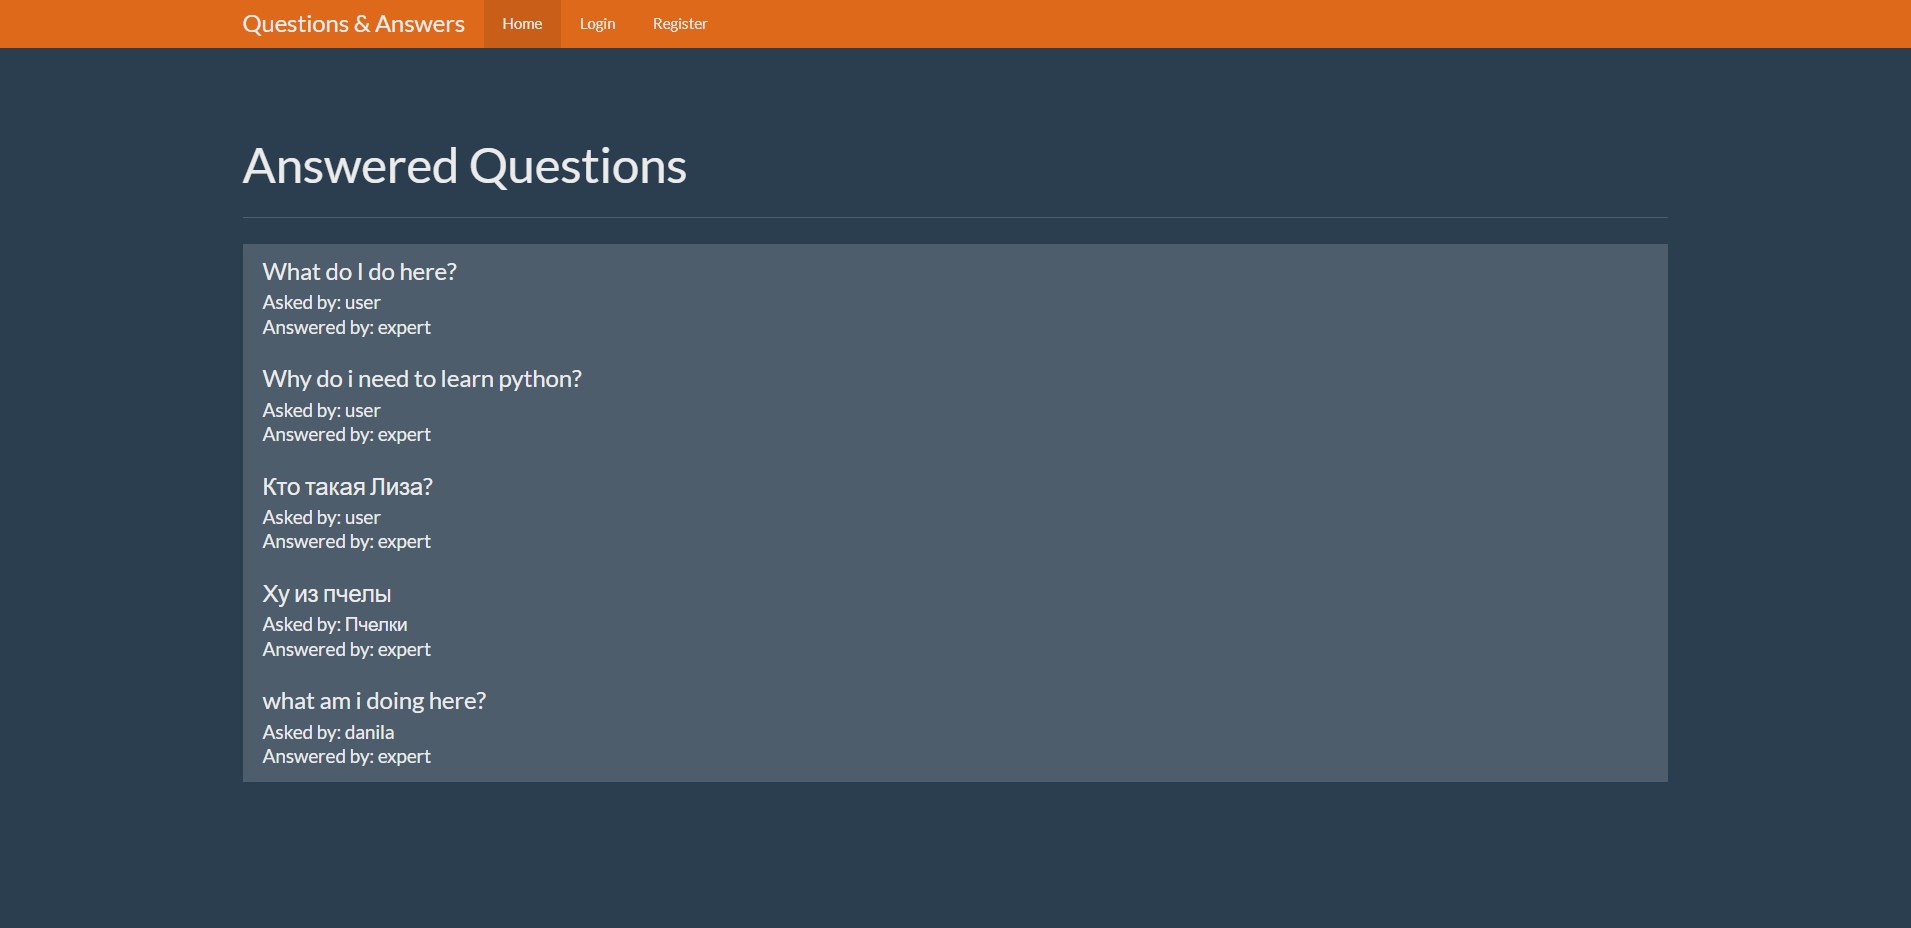 Questions & Answers Home Login Register
Answered Questions
What do I do here?
Asked by: user
Answered by: expert
Why do i need to learn python?
Asked by: user
Answered by: expert
Кто такая Лиза?
Asked by: user
Answered by: expert
Ху из пчелы
Asked by: Пчелки
Answered by: expert
what am i doing here?
Asked by: danila
Answered by: expert